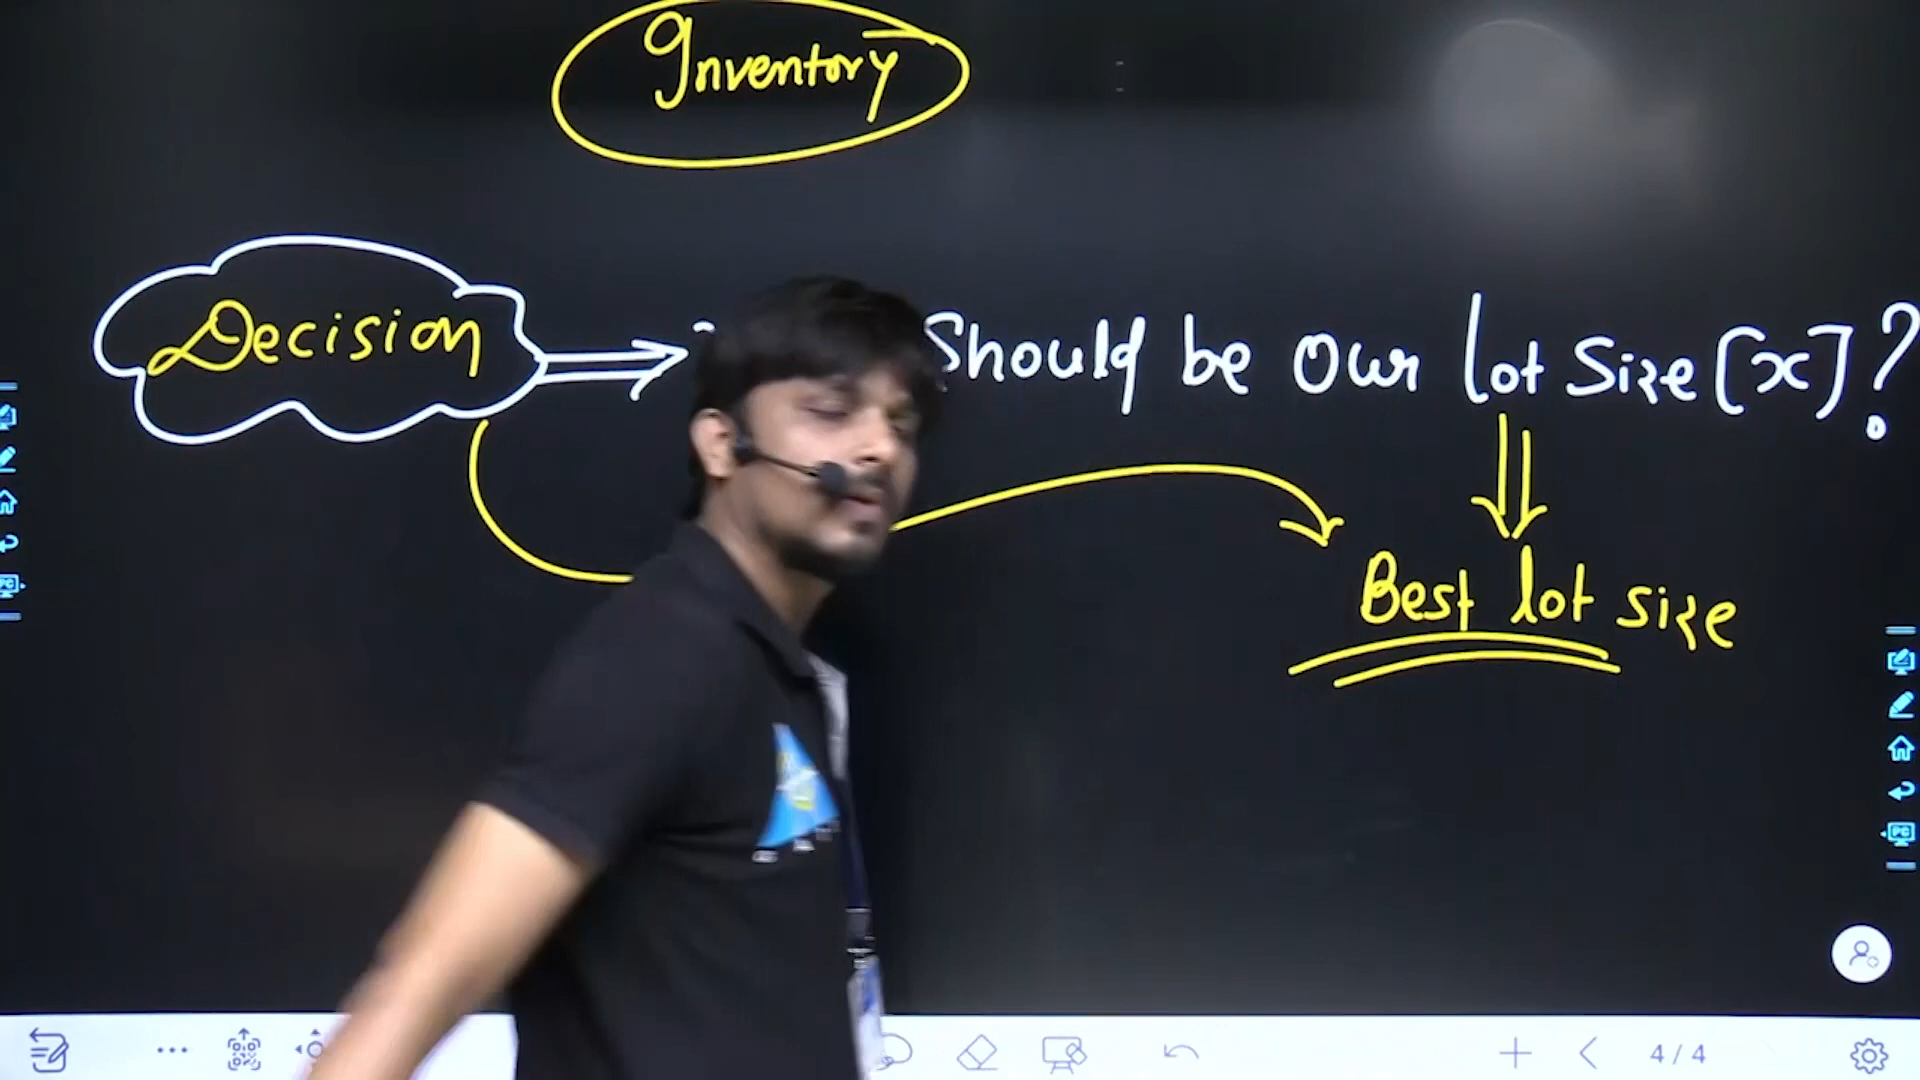 Inventory
Decision Should be Our lot Size [x] ?
Best lot size
4 / 4